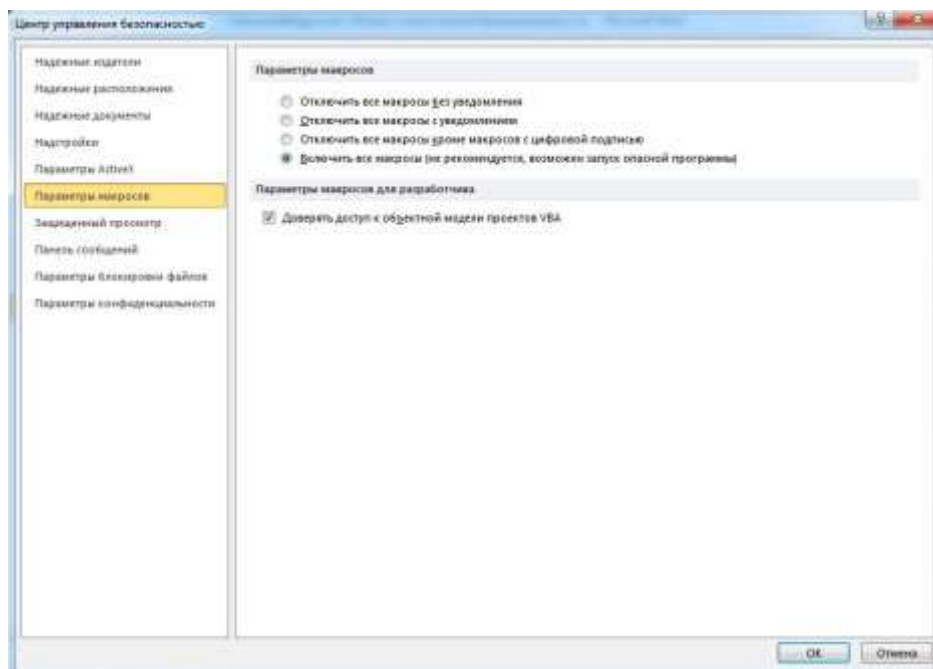 Центр управления безопасностью
Надежные издатели
Надежные расположения
Надежные документы
Надстройки
Параметры ActiveX
Параметры макросов
Защищенный просмотр
Панель сообщений
Параметры блокировки файлов
Параметры конфиденциальности
Параметры макросов
Отключить все макросы без уведомления
Отключить все макросы с уведомлением
Отключить все макросы кроме макросов с цифровой подписью
Включить все макросы (не рекомендуется, возможен запуск опасной программы)
Параметры макросов для разработчика
Доверять доступ к объектной модели проектов VBA
ОК
Отмена